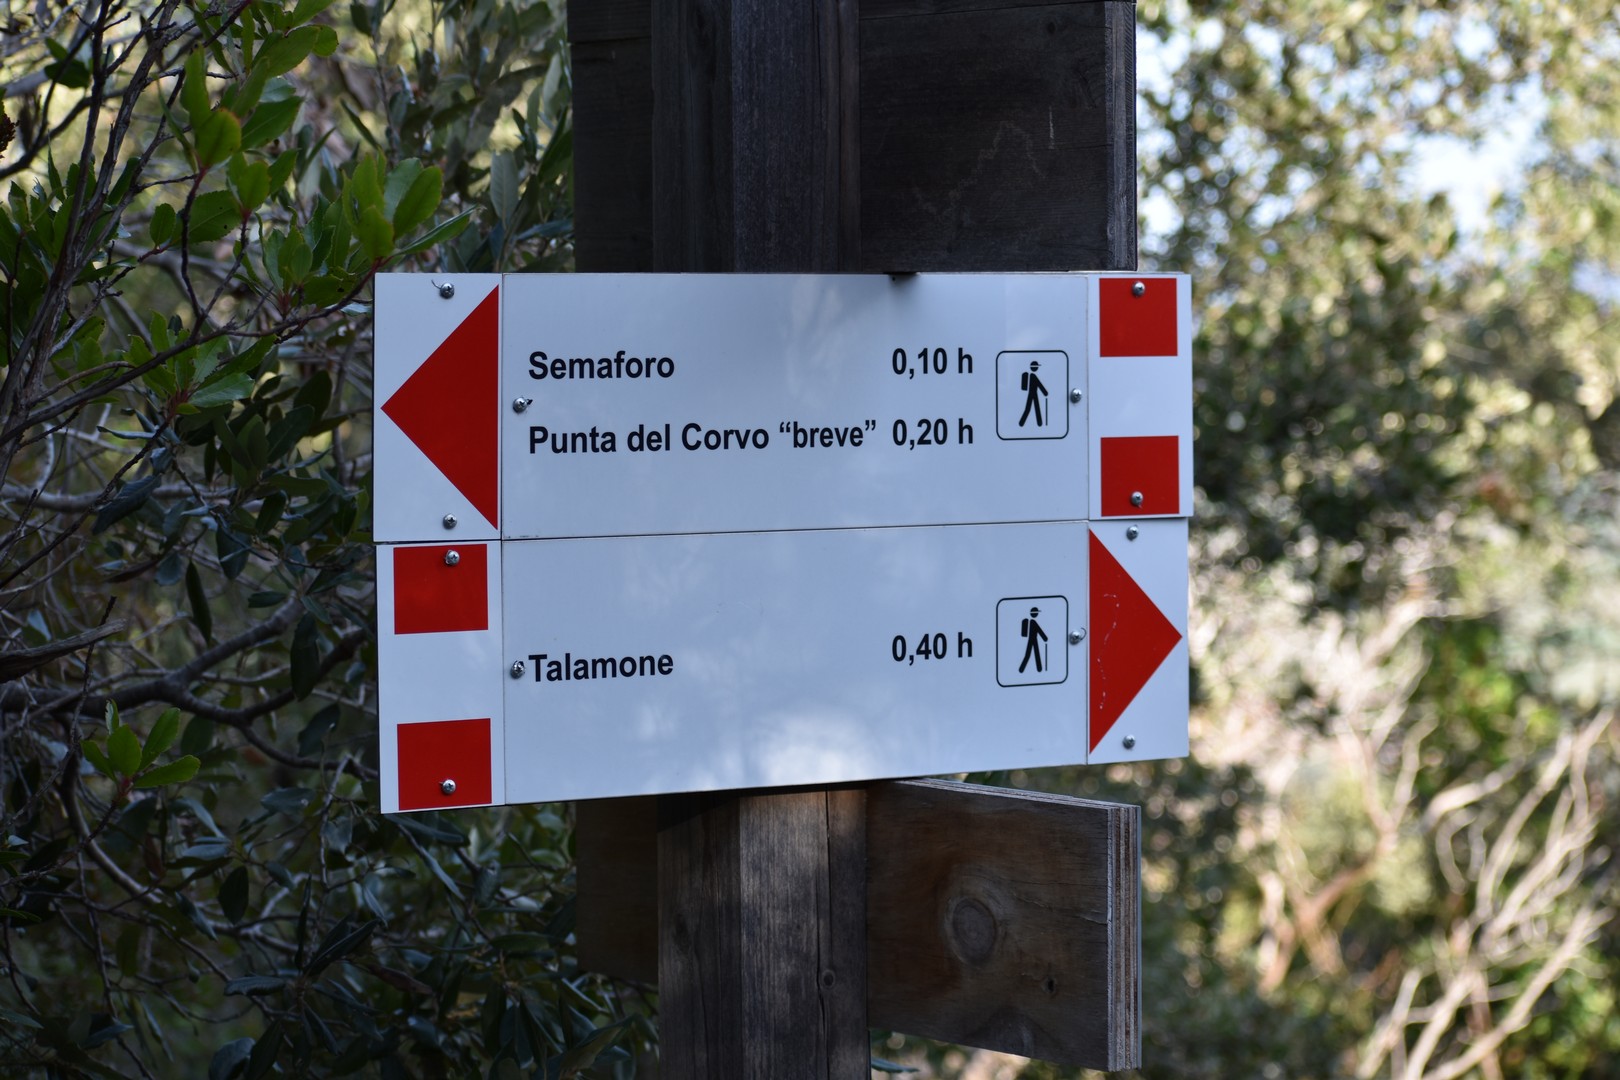 Semaforo 0,10 h
Punta del Corvo “breve” 0,20 h
Talamone 0,40 h